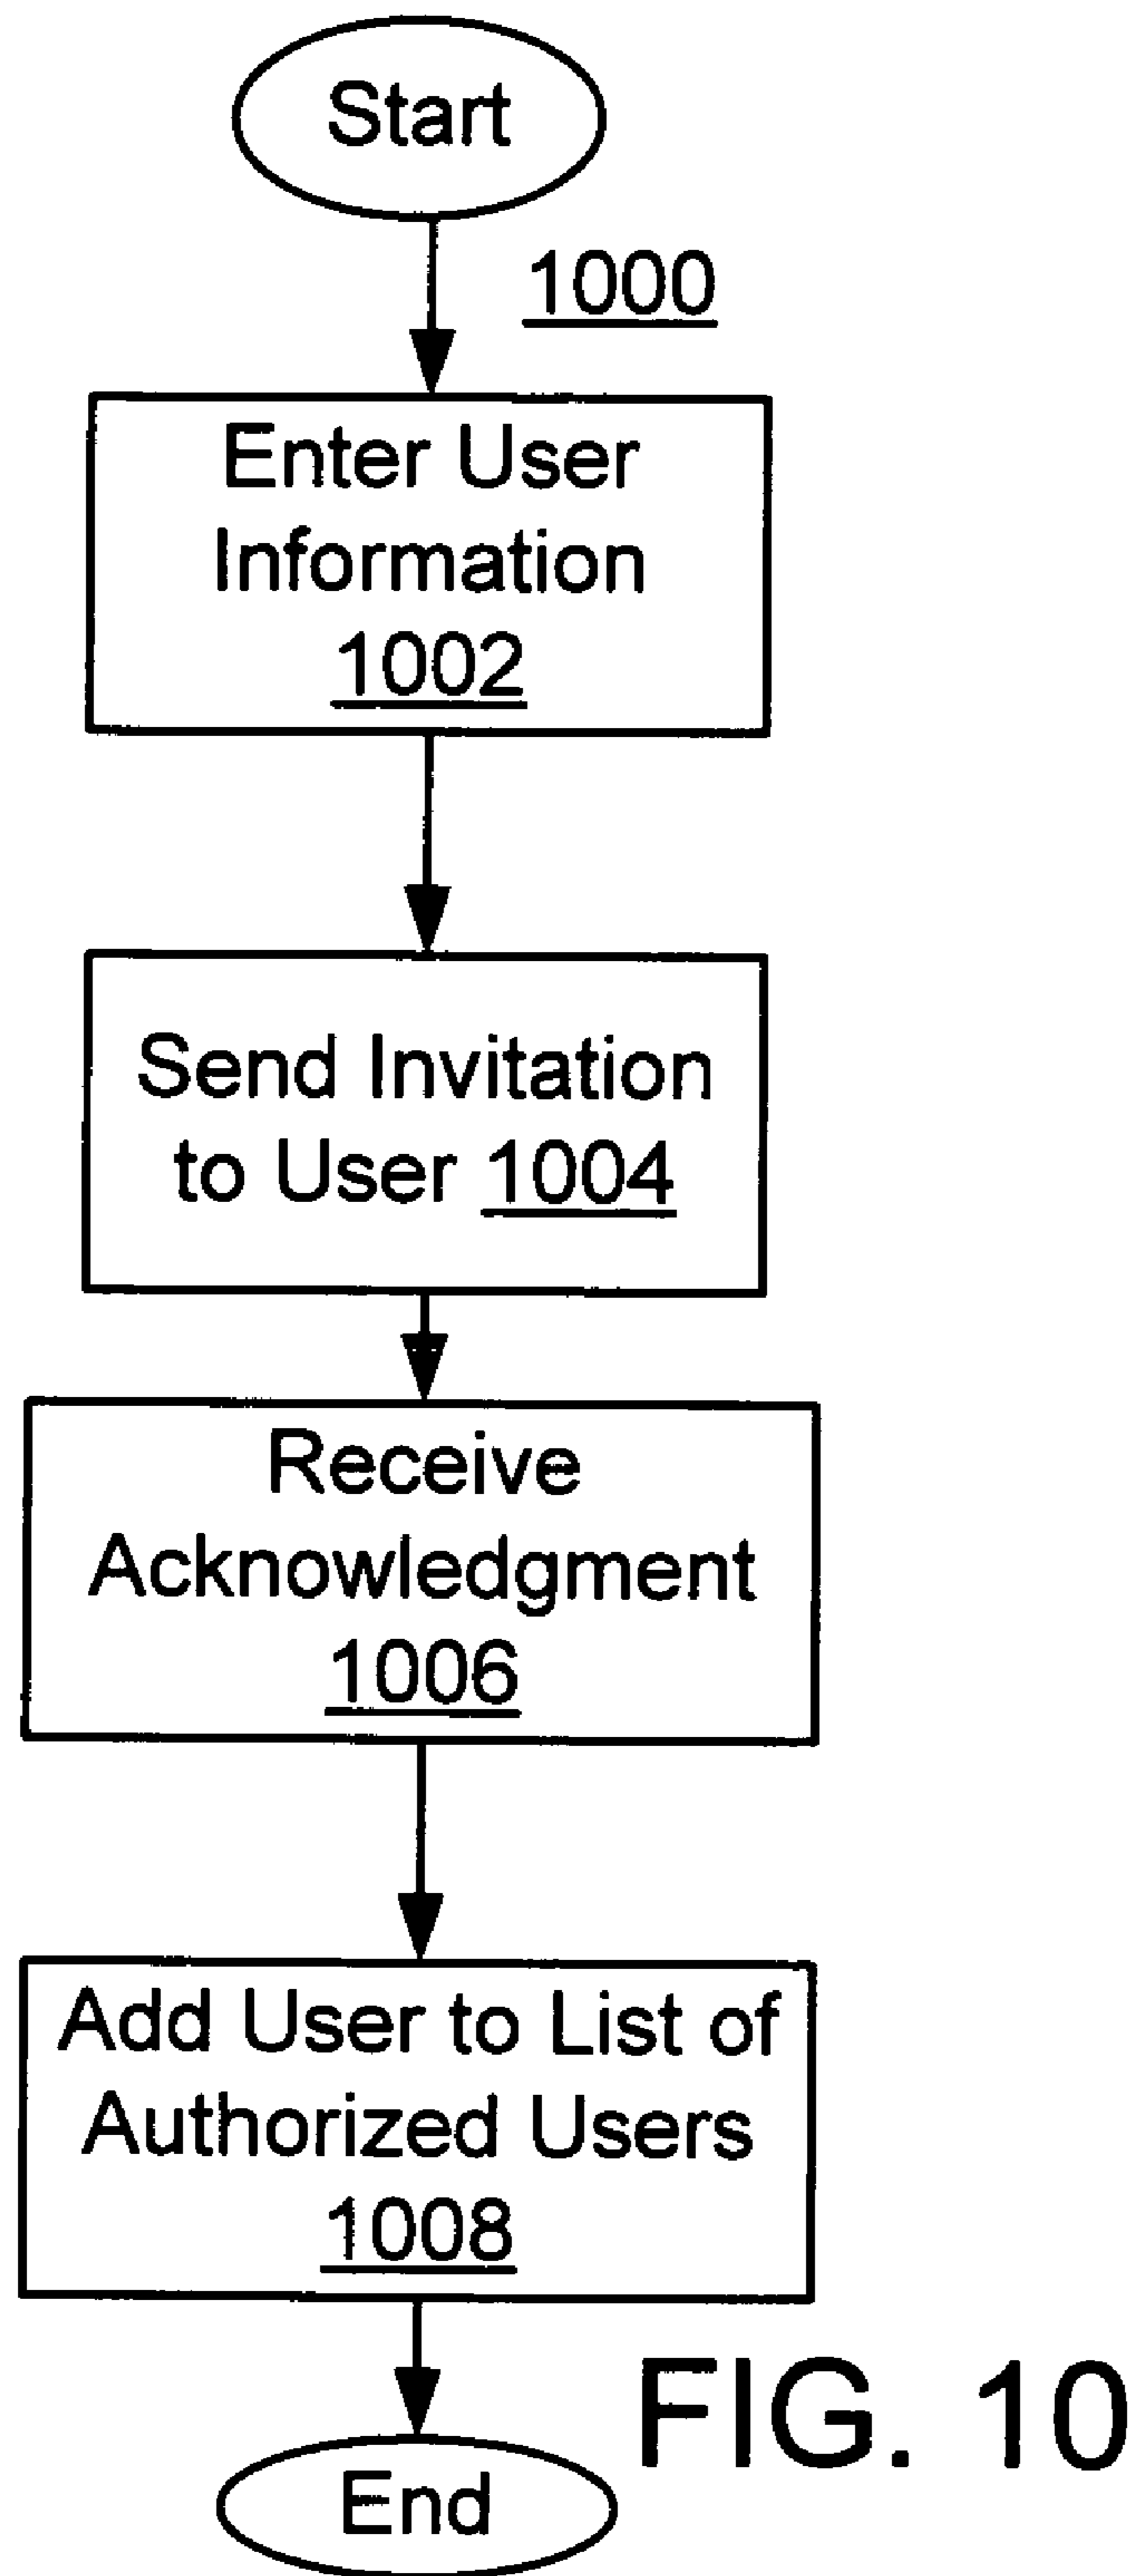 Start
1000
Enter User
Information
1002
Send Invitation
to User 1004
Receive
Acknowledgment
1006
Add User to List of
Authorized Users
1008
FIG. 10
End